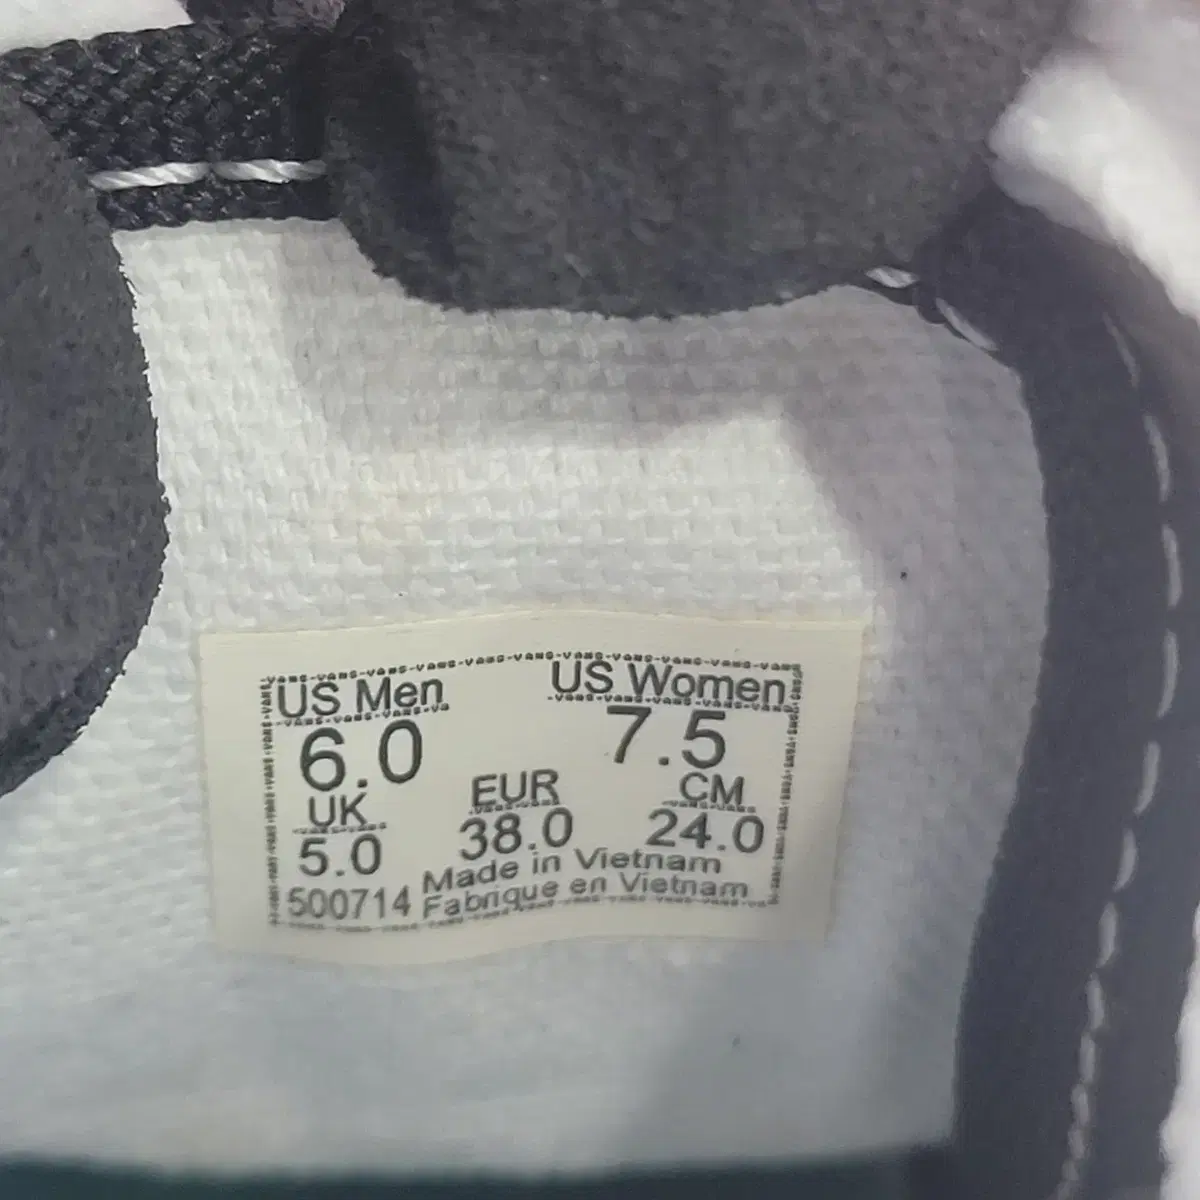 US Men US Women
6.0 7.5
UK EUR CM
5.0 38.0 24.0
Made in Vietnam
500714 Fabrique en Vietnam